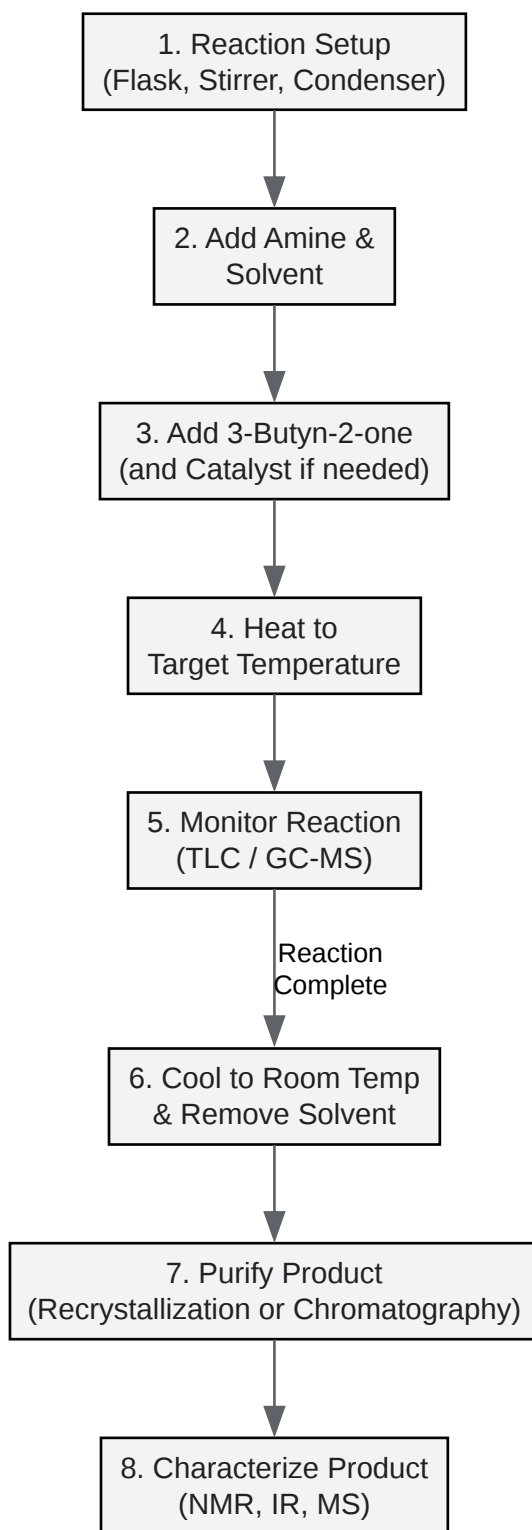 1. Reaction Setup
(Flask, Stirrer, Condenser)
2. Add Amine &
Solvent
3. Add 3-Butyn-2-one
(and Catalyst if needed)
4. Heat to
Target Temperature
5. Monitor Reaction
(TLC / GC-MS)
Reaction
Complete
6. Cool to Room Temp
& Remove Solvent
7. Purify Product
(Recrystallization or Chromatography)
8. Characterize Product
(NMR, IR, MS)